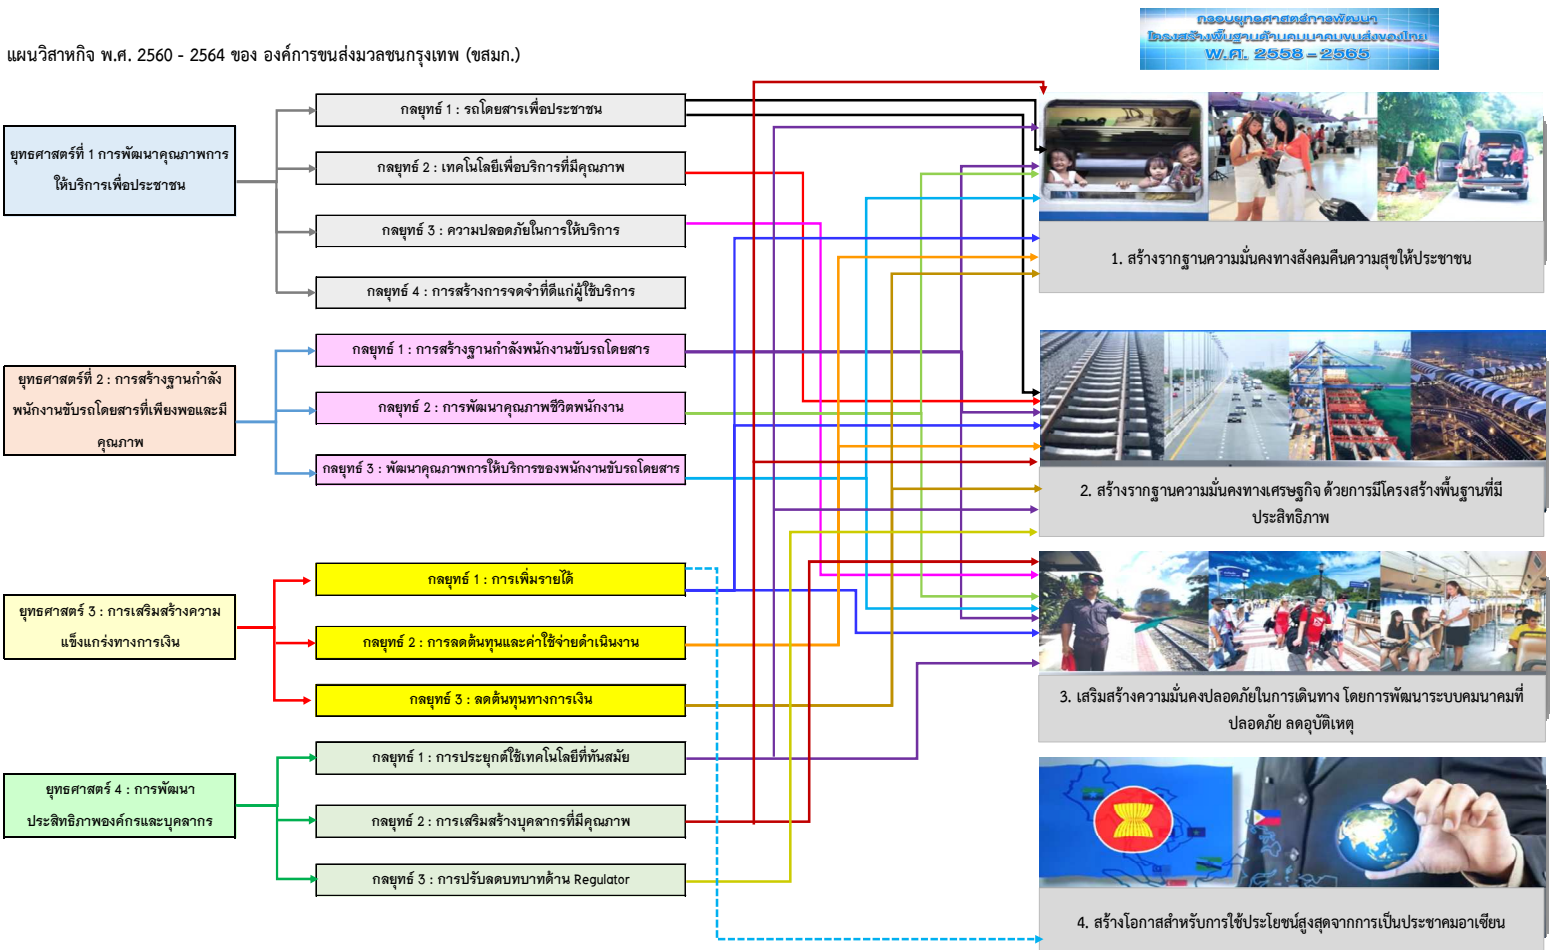 แผนวิสาหกิจ พ.ศ. 2560 - 2564 ของ องค์การขนส่งมวลชนกรุงเทพ (ขสมก.)
กรอบยุทธศาสตร์การพัฒนา
โครงสร้างพื้นฐานด้านคมนาคมขนส่งของไทย
พ.ศ. 2558 – 2565
ยุทธศาสตร์ที่ 1 การพัฒนาคุณภาพการ
ให้บริการเพื่อประชาชน
กลยุทธ์ 1 : รถโดยสารเพื่อประชาชน
กลยุทธ์ 2 : เทคโนโลยีเพื่อบริการที่มีคุณภาพ
กลยุทธ์ 3 : ความปลอดภัยในการให้บริการ
กลยุทธ์ 4 : การสร้างการจดจำที่ดีแก่ผู้ใช้บริการ
ยุทธศาสตร์ที่ 2 : การสร้างฐานกำลัง
พนักงานขับรถโดยสารที่เพียงพอและมี
คุณภาพ
กลยุทธ์ 1 : การสร้างฐานกำลังพนักงานขับรถโดยสาร
กลยุทธ์ 2 : การพัฒนาคุณภาพชีวิตพนักงาน
กลยุทธ์ 3 : พัฒนาคุณภาพการให้บริการของพนักงานขับรถโดยสาร
ยุทธศาสตร์ 3 : การเสริมสร้างความ
แข็งแกร่งทางการเงิน
กลยุทธ์ 1 : การเพิ่มรายได้
กลยุทธ์ 2 : การลดต้นทุนและค่าใช้จ่ายดำเนินงาน
กลยุทธ์ 3 : ลดต้นทุนทางการเงิน
ยุทธศาสตร์ 4 : การพัฒนา
ประสิทธิภาพองค์กรและบุคลากร
กลยุทธ์ 1 : การประยุกต์ใช้เทคโนโลยีที่ทันสมัย
กลยุทธ์ 2 : การเสริมสร้างบุคลากรที่มีคุณภาพ
กลยุทธ์ 3 : การปรับลดบทบาทด้าน Regulator
1. สร้างรากฐานความมั่นคงทางสังคมคืนความสุขให้ประชาชน
2. สร้างรากฐานความมั่นคงทางเศรษฐกิจ ด้วยการมีโครงสร้างพื้นฐานที่มี
ประสิทธิภาพ
3. เสริมสร้างความมั่นคงปลอดภัยในการเดินทาง โดยการพัฒนาระบบคมนาคมที่
ปลอดภัย ลดอุบัติเหตุ
4. สร้างโอกาสสำหรับการใช้ประโยชน์สูงสุดจากการเป็นประชาคมอาเซียน